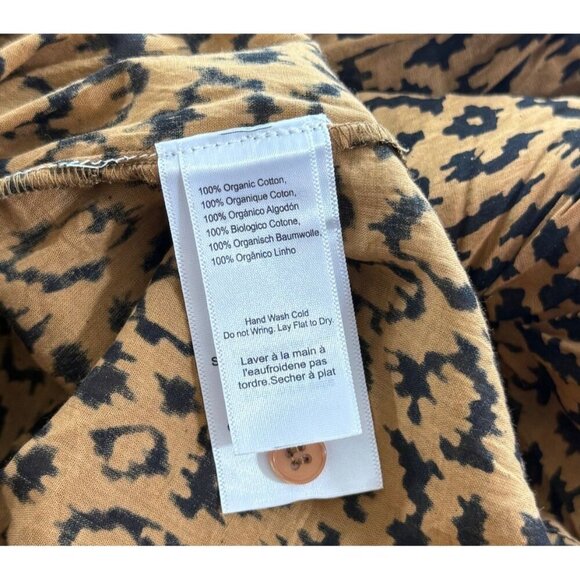 100% Organic Cotton,
100% Organique Coton,
100% Orgánico Algodón
100% Biologico Cotone,
100% Organisch Baumwolle,
100% Orgânico Linho
Hand Wash Cold
Do not Wring. Lay Flat to Dry.
Laver à la main à
l'eaufroidene pas
tordre.Secher à plat